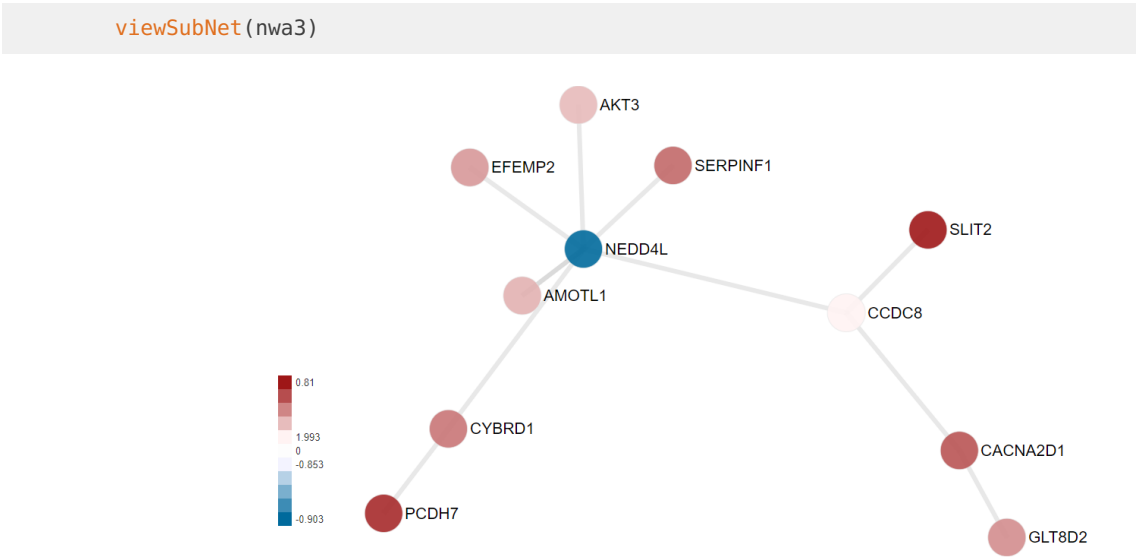 viewSubNet(nwa3)
AKT3
EFEMP2
SERPINF1
SLIT2
NEDD4L
AMOTL1
CCDC8
0.81
CYBRD1
1.993
0
CACNA2D1
-0.853
PCDH7
-0.903
GLT8D2